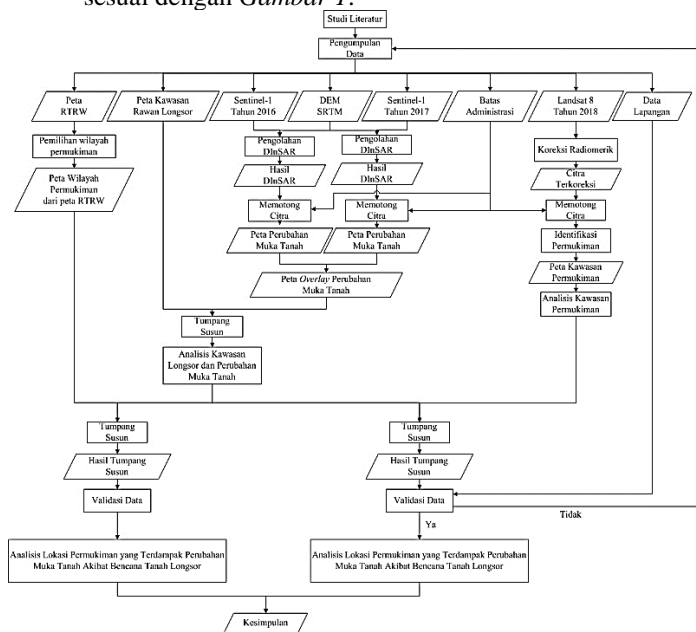 sesuai dengan Gambar 1.
Studi Literatur
Pengumpulan
Data
Peta
RTRW
Peta Kawasan
Rawan Longsor
Sentinel-1
Tahun 2016
DEM
SRTM
Sentinel-1
Tahun 2017
Batas
Administrasi
Landsat 8
Tahun 2018
Data
Lapangan
Pemilihan wilayah
permukiman
Pengolahan
DInSAR
Pengolahan
DInSAR
Koreksi Radiomerik
Peta Wilayah
Permukiman
dari peta RTRW
Hasil
DInSAR
Hasil
DInSAR
Citra
Terkoreksi
Memotong
Citra
Memotong
Citra
Memotong
Citra
Peta Perubahan
Muka Tanah
Peta Perubahan
Muka Tanah
Identifikasi
Permukiman
Peta Overlay Perubahan
Muka Tanah
Peta Kawasan
Permukiman
Tumpang
Susun
Analisis Kawasan
Permukiman
Analisis Kawasan
Longsor dan Perubahan
Muka Tanah
Tumpang
Susun
Tumpang
Susun
Hasil Tumpang
Susun
Hasil Tumpang
Susun
Validasi Data
Validasi Data
Tidak
Ya
Analisis Lokasi Permukiman yang Terdampak Perubahan
Muka Tanah Akibat Bencana Tanah Longsor
Analisis Lokasi Permukiman yang Terdampak Perubahan
Muka Tanah Akibat Bencana Tanah Longsor
Kesimpulan